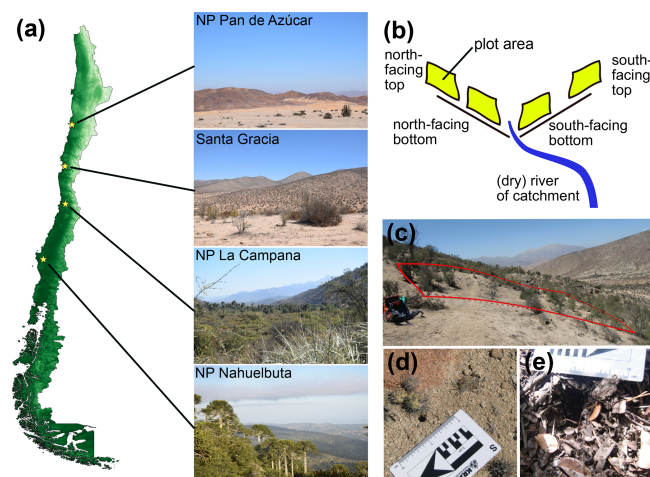 (a)
NP Pan de Azúcar
Santa Gracia
NP La Campana
NP Nahuelbuta
(b)
plot area
north-
facing
top
south-
facing
top
north-facing
bottom
south-facing
bottom
(dry) river
of catchment
(c)
(d)
S
(e)